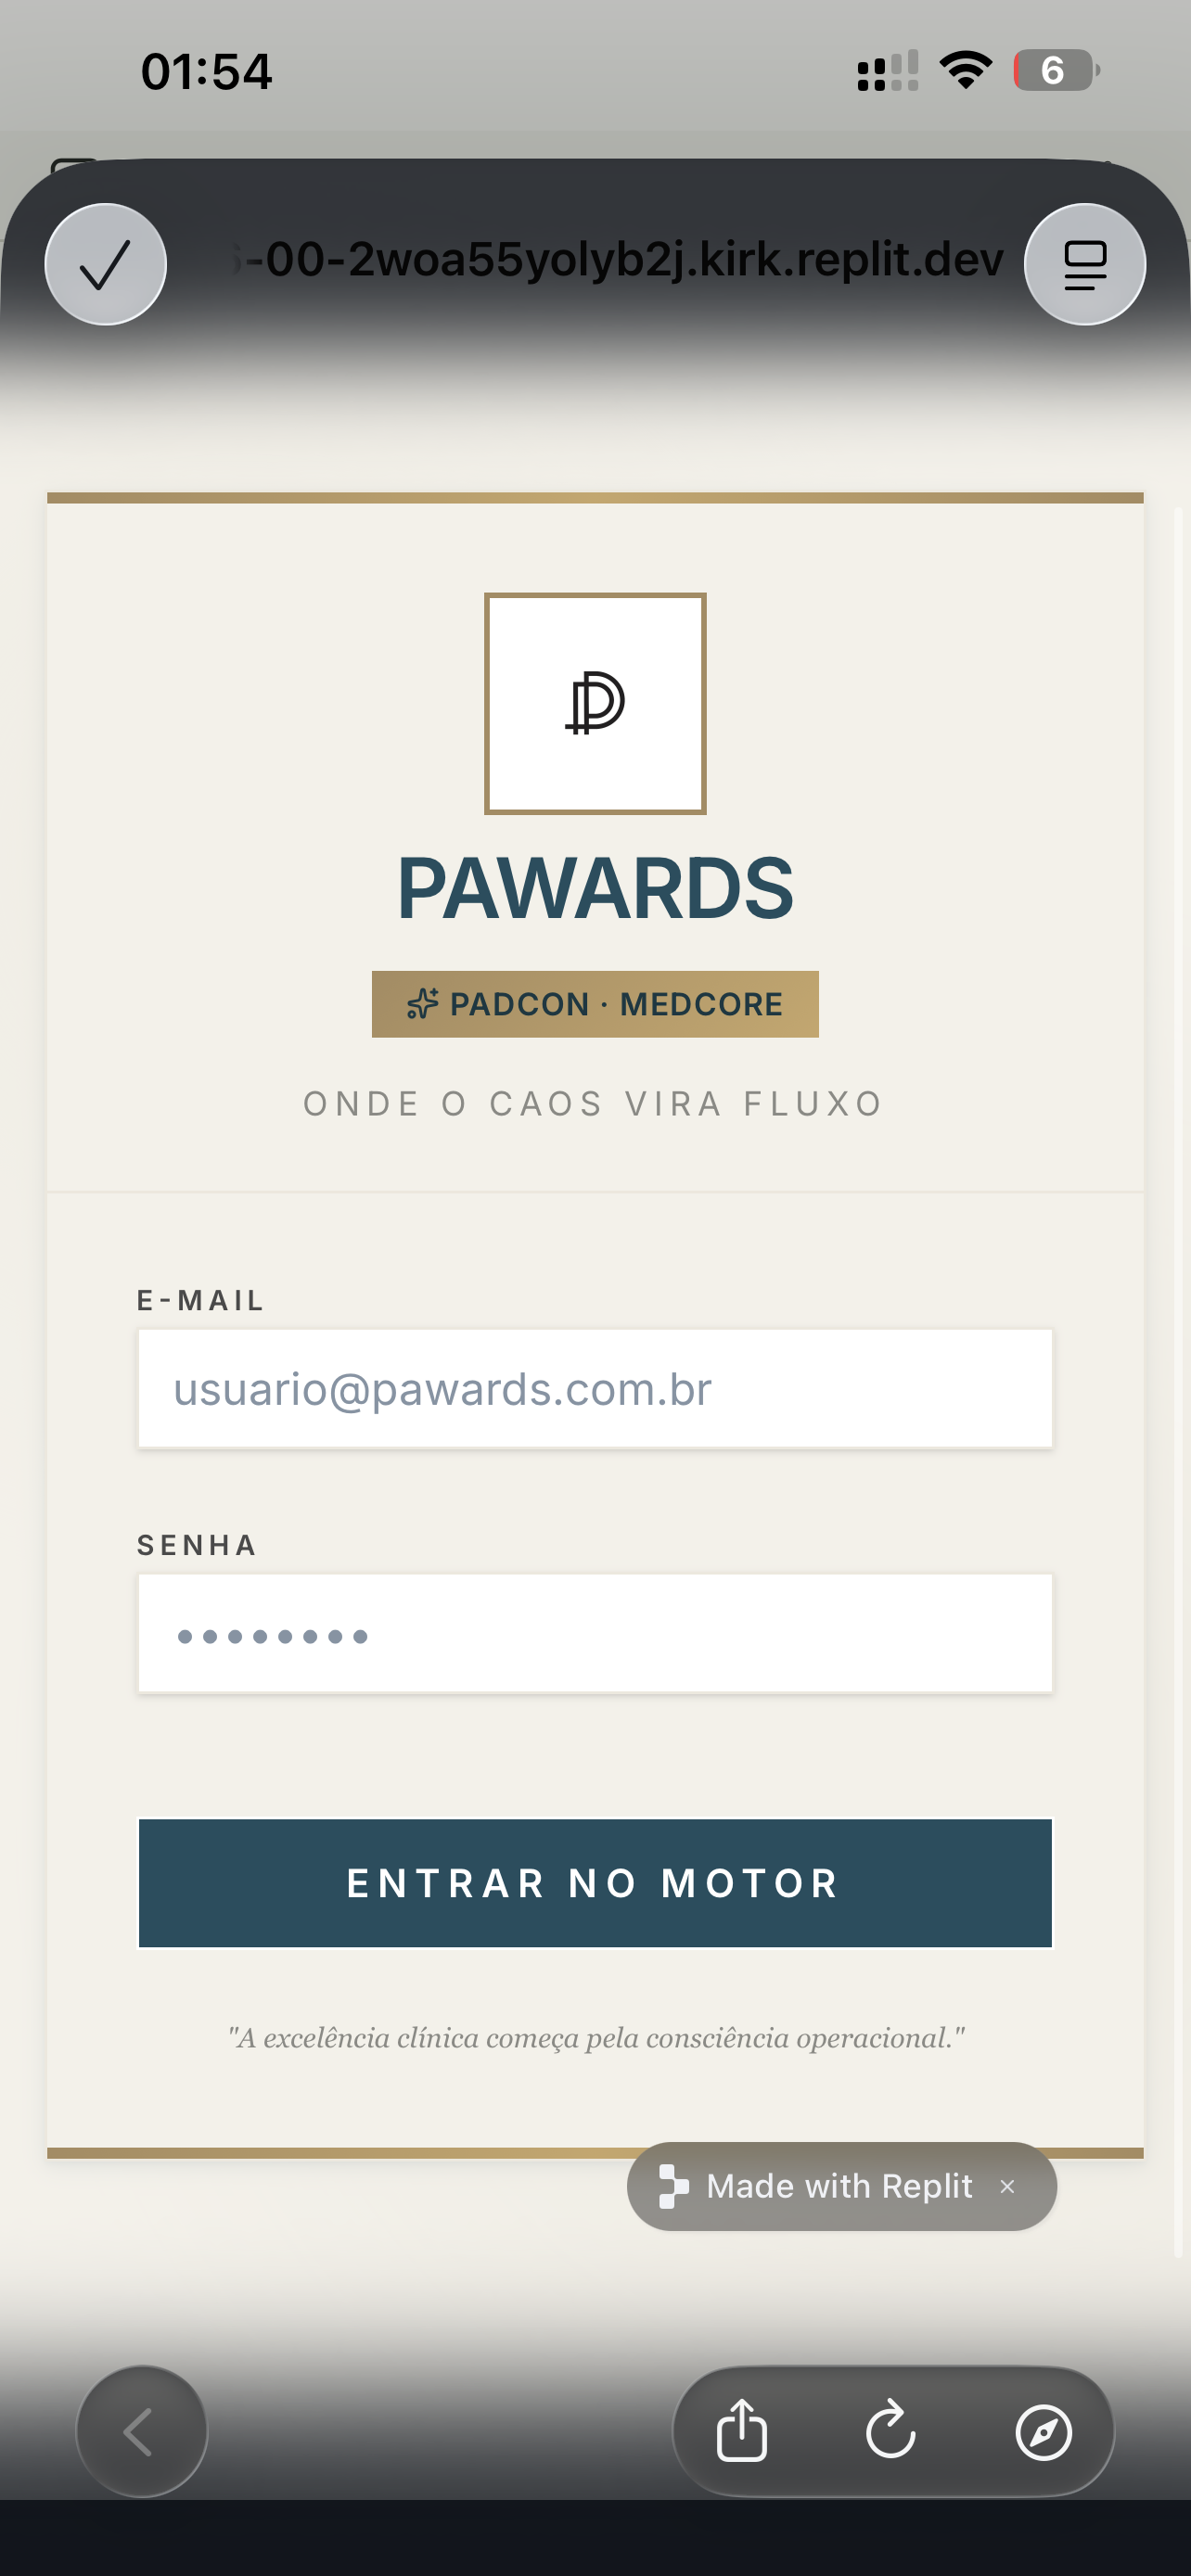 01:54
6
-00-2woa55yolyb2j.kirk.replit.dev
PAWARDS
PADCON · MEDCORE
ONDE O CAOS VIRA FLUXO
E-MAIL
usuario@pawards.com.br
SENHA
••••••••
ENTRAR NO MOTOR
"A excelência clínica começa pela consciência operacional."
Made with Replit ×